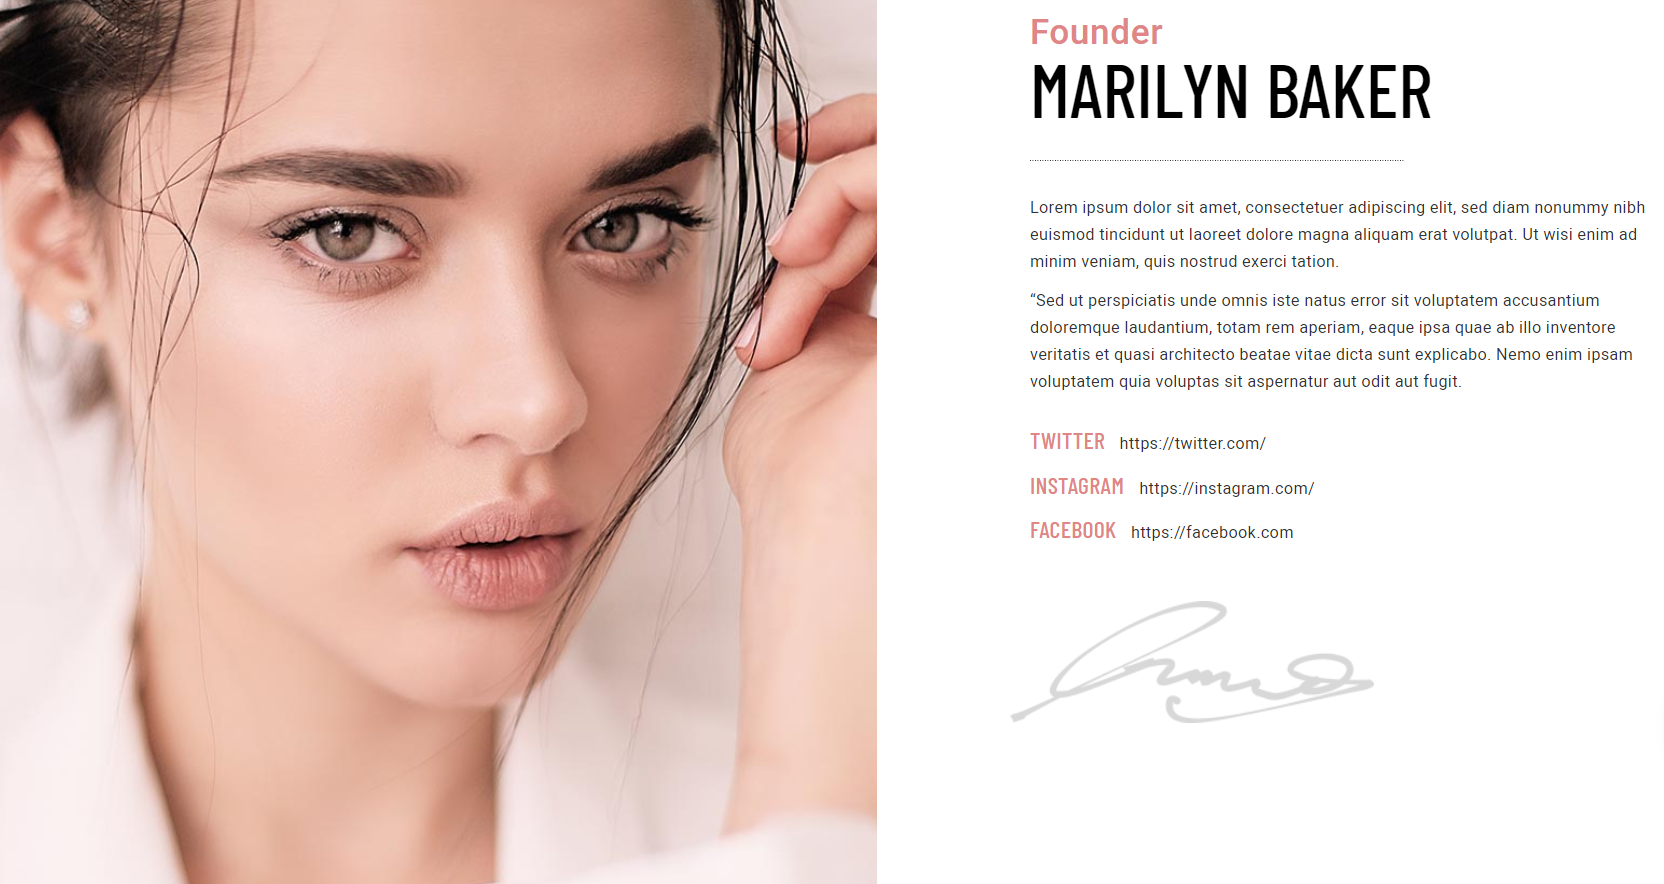 Founder
MARILYN BAKER
Lorem ipsum dolor sit amet, consectetuer adipiscing elit, sed diam nonummy nibh
euismod tincidunt ut laoreet dolore magna aliquam erat volutpat. Ut wisi enim ad
minim veniam, quis nostrud exerci tation.
“Sed ut perspiciatis unde omnis iste natus error sit voluptatem accusantium
doloremque laudantium, totam rem aperiam, eaque ipsa quae ab illo inventore
veritatis et quasi architecto beatae vitae dicta sunt explicabo. Nemo enim ipsam
voluptatem quia voluptas sit aspernatur aut odit aut fugit.
TWITTER https://twitter.com/
INSTAGRAM https://instagram.com/
FACEBOOK https://facebook.com